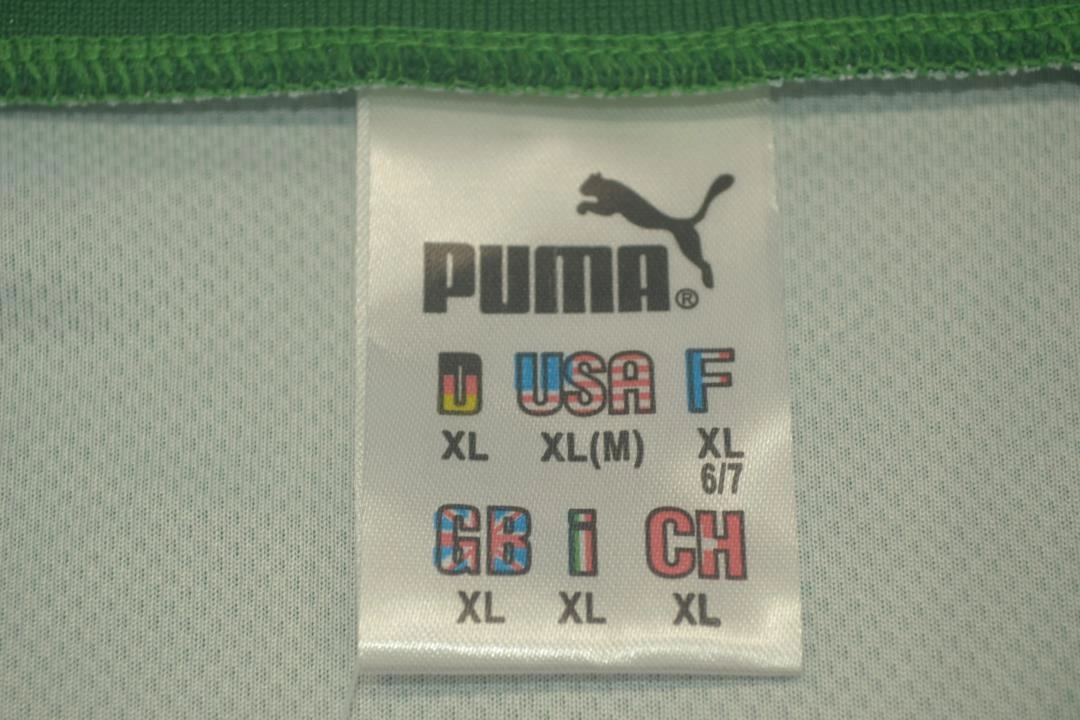 PUMA®
D USA F
XL XL(M) XL
6/7
GB i CH
XL XL XL